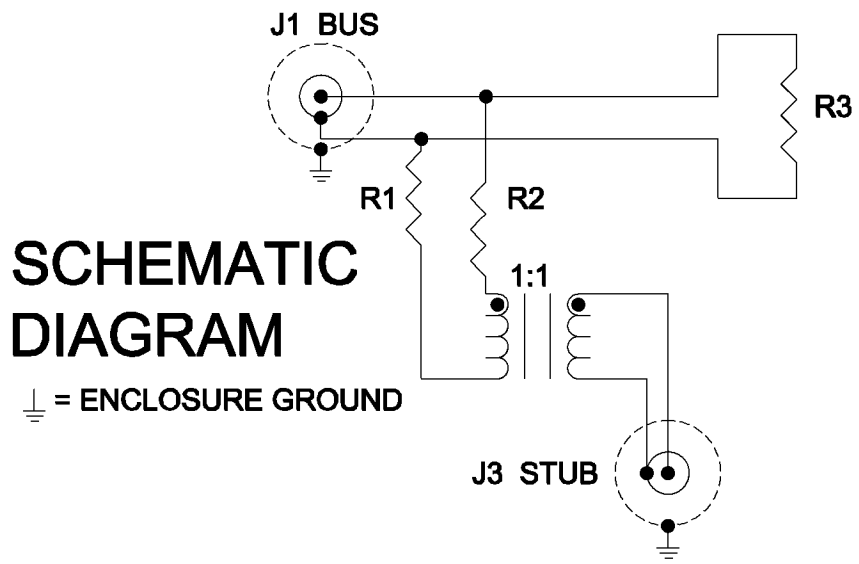 J1 BUS
R3
R1
R2
SCHEMATIC
DIAGRAM
1:1
= ENCLOSURE GROUND
J3 STUB